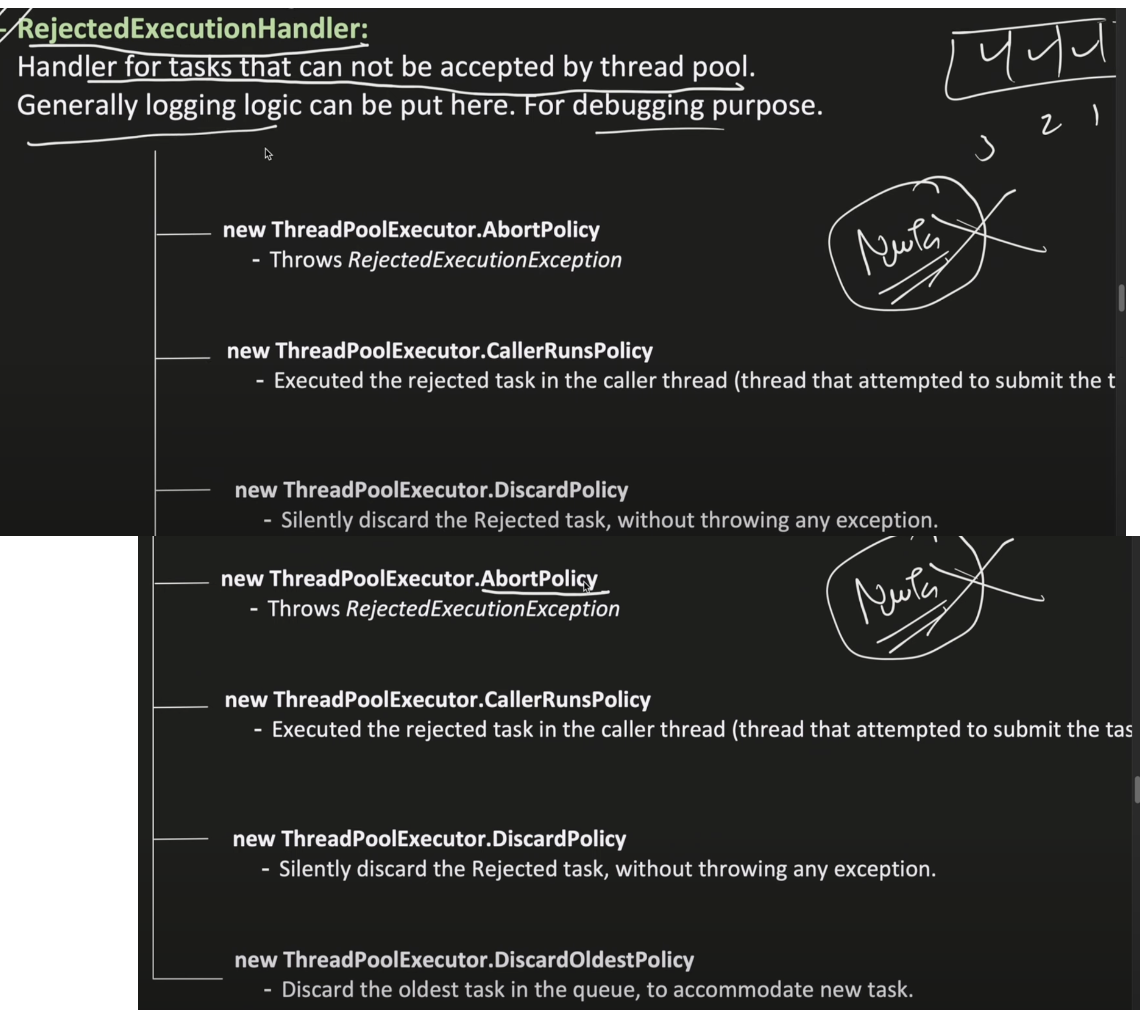 RejectedExecutionHandler:
Handler for tasks that can not be accepted by thread pool.
Generally logging logic can be put here. For debugging purpose.
3 2 1
new ThreadPoolExecutor.AbortPolicy
- Throws RejectedExecutionException
new ThreadPoolExecutor.CallerRunsPolicy
- Executed the rejected task in the caller thread (thread that attempted to submit the t
new ThreadPoolExecutor.DiscardPolicy
- Silently discard the Rejected task, without throwing any exception.
new ThreadPoolExecutor.AbortPolicy
- Throws RejectedExecutionException
new ThreadPoolExecutor.CallerRunsPolicy
- Executed the rejected task in the caller thread (thread that attempted to submit the tas
new ThreadPoolExecutor.DiscardPolicy
- Silently discard the Rejected task, without throwing any exception.
new ThreadPoolExecutor.DiscardOldestPolicy
- Discard the oldest task in the queue, to accommodate new task.